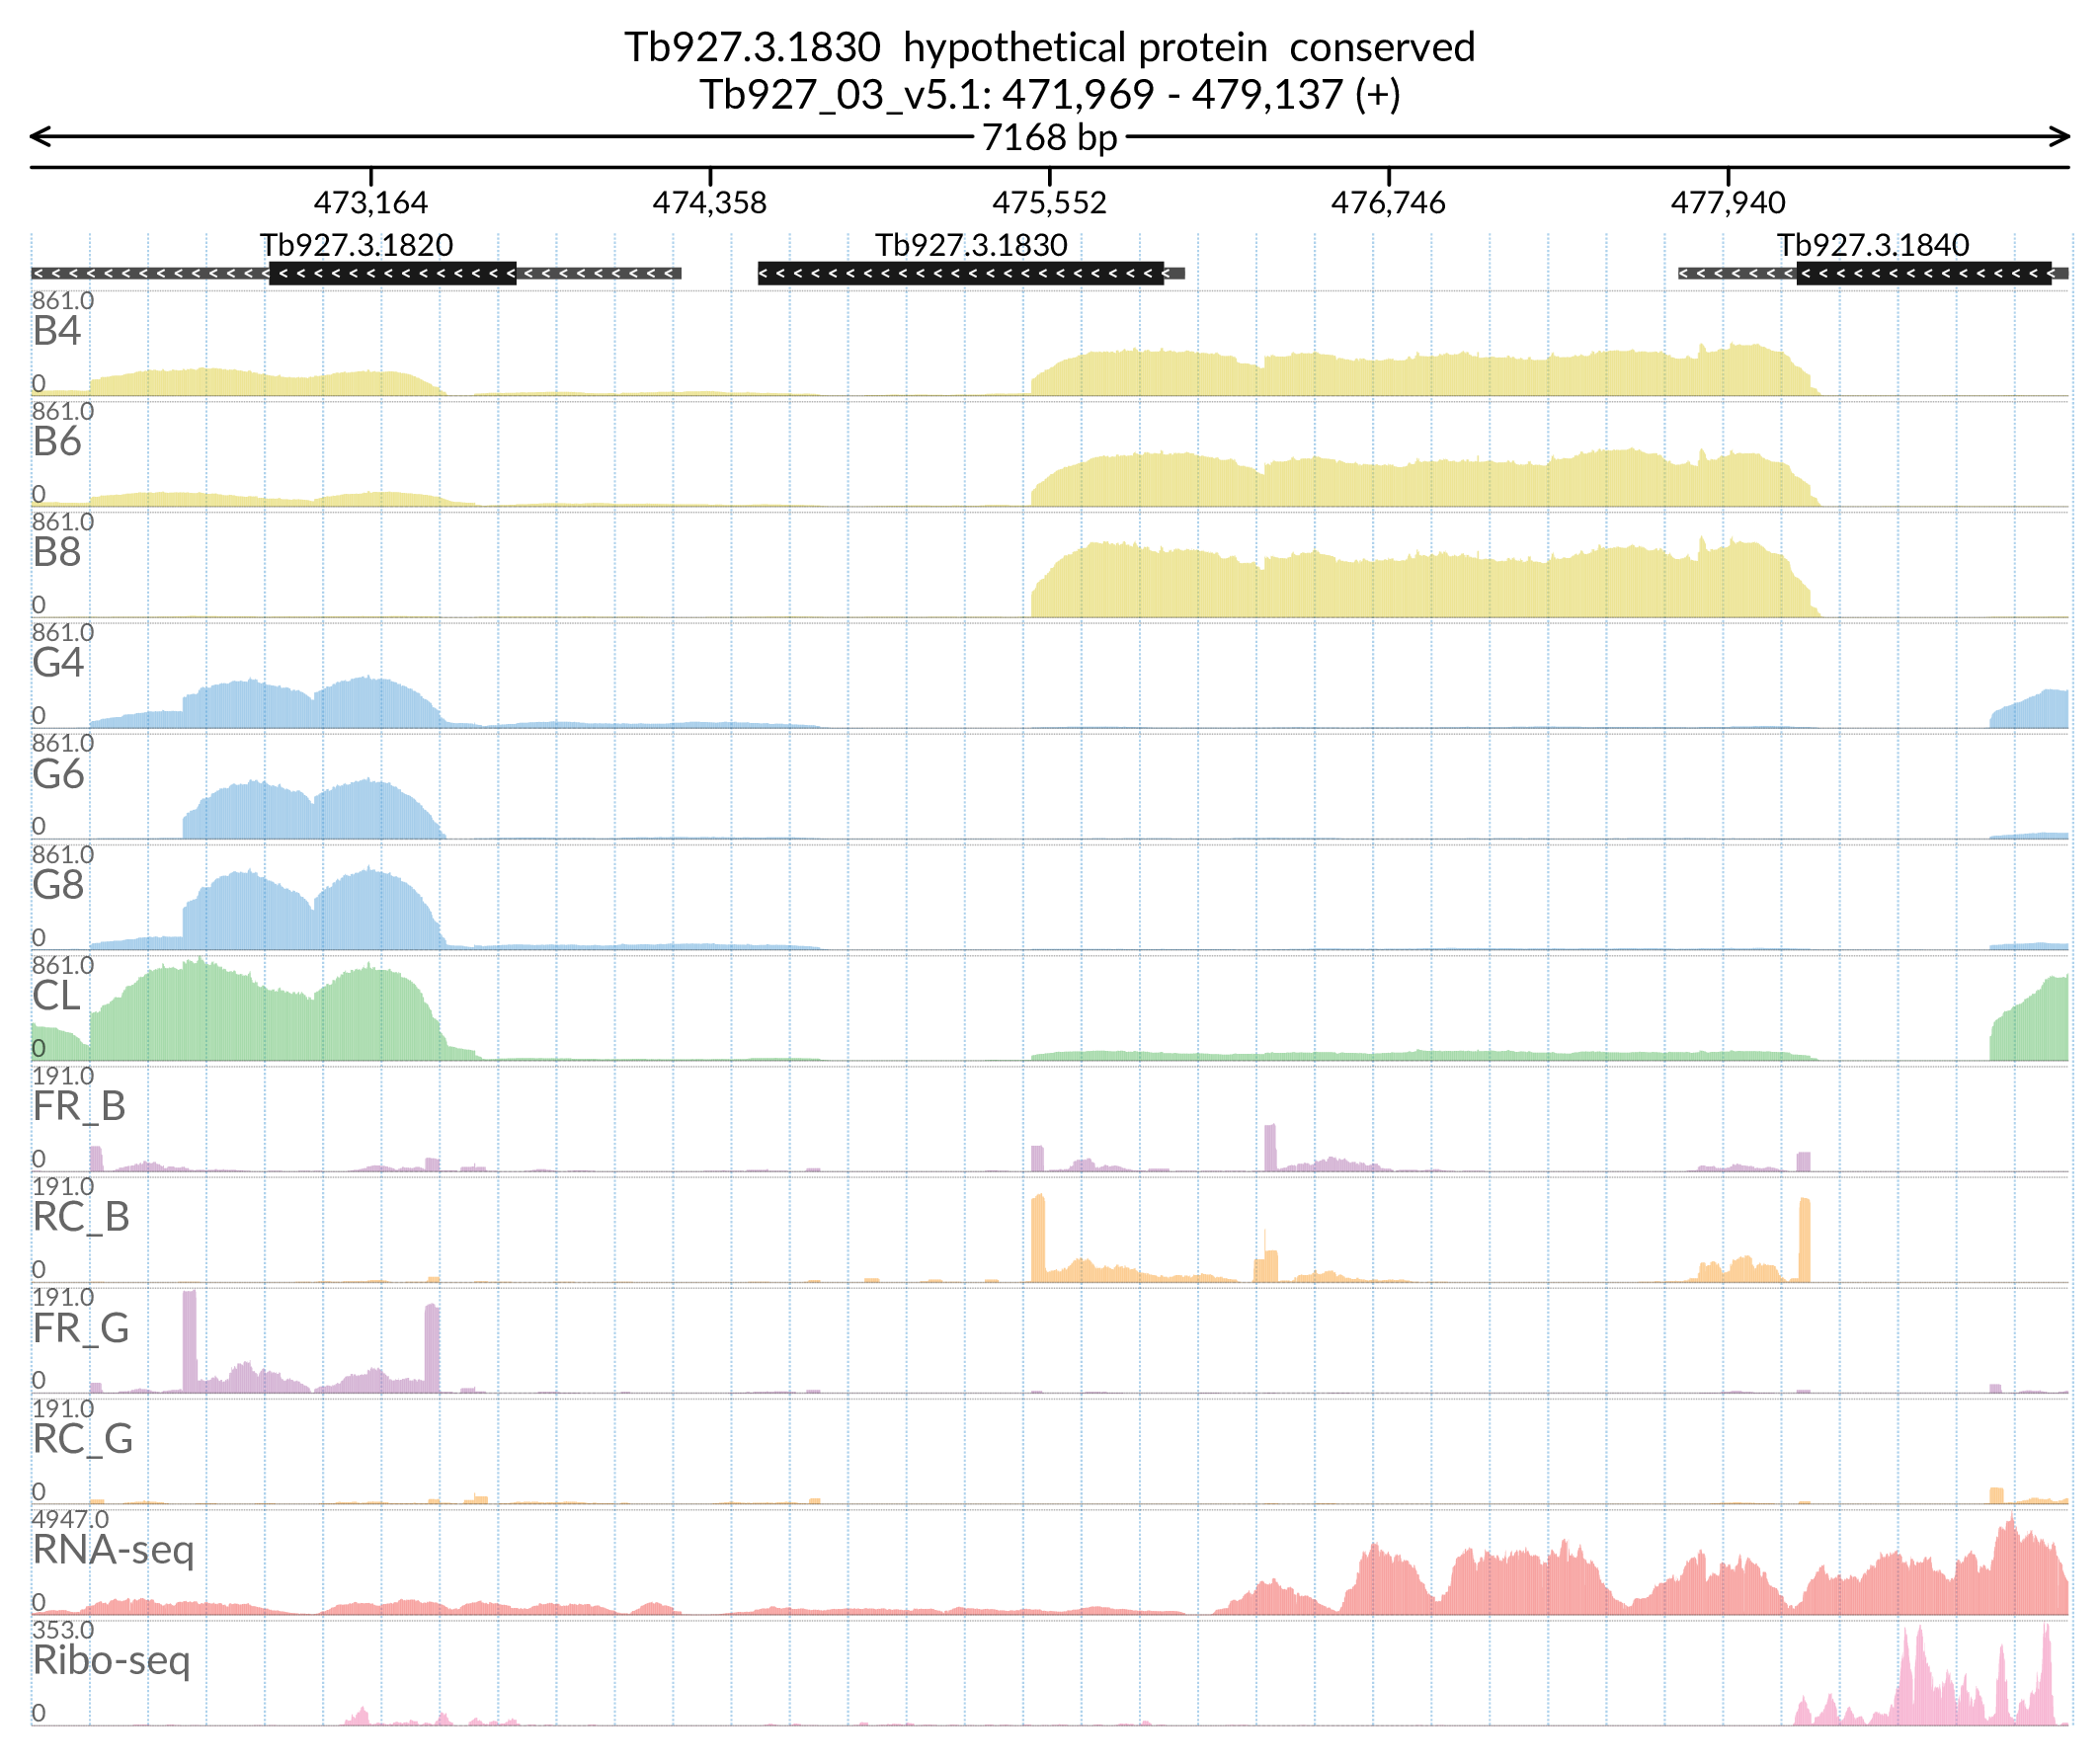 Tb927.3.1830  hypothetical protein  conserved
Tb927_03_v5.1: 471,969 - 479,137 (+)
7168 bp
473,164 474,358 475,552 476,746 477,940
Tb927.3.1820 Tb927.3.1830 Tb927.3.1840
861.0
B4
0
861.0
B6
0
861.0
B8
0
861.0
G4
0
861.0
G6
0
861.0
G8
0
861.0
CL
0
191.0
FR_B
0
191.0
RC_B
0
191.0
FR_G
0
191.0
RC_G
0
4947.0
RNA-seq
0
353.0
Ribo-seq
0